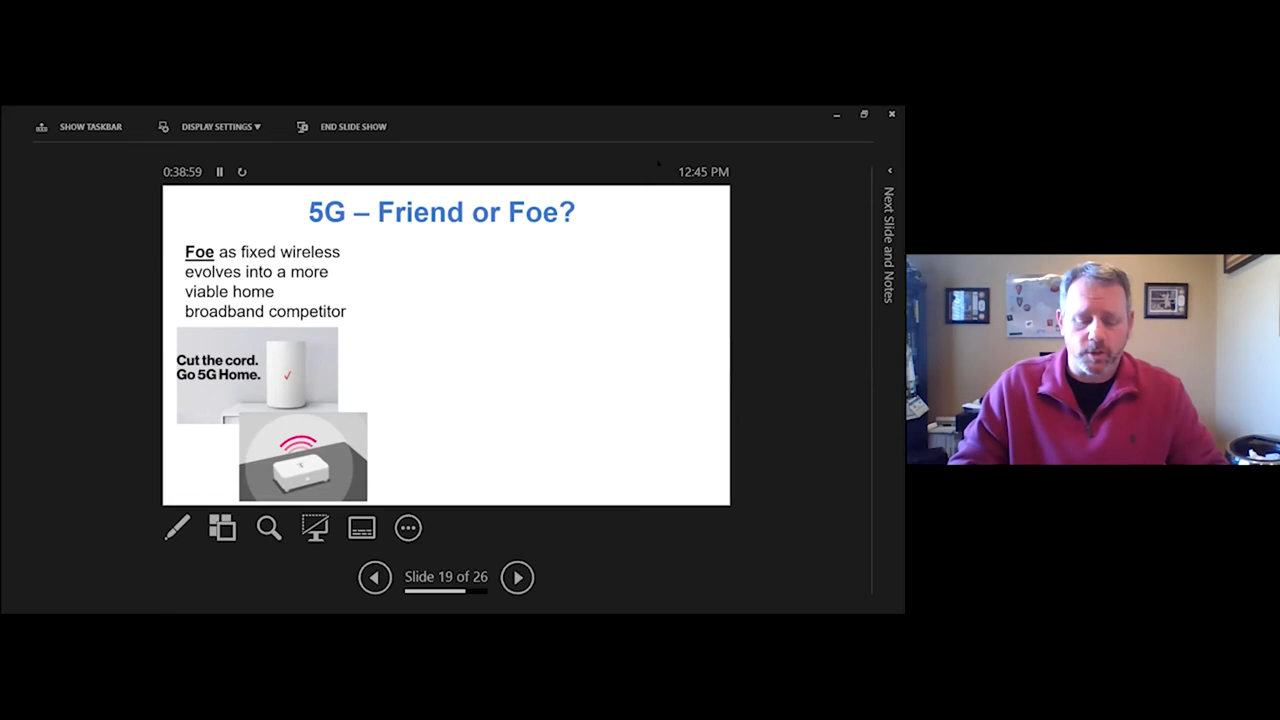 SHOW TASKBAR
DISPLAY SETTINGS ▾
END SLIDE SHOW
0:38:59
12:45 PM
5G – Friend or Foe?
Foe as fixed wireless
evolves into a more
viable home
broadband competitor
Cut the cord.
Go 5G Home.
Slide 19 of 26
Next Slide and Notes